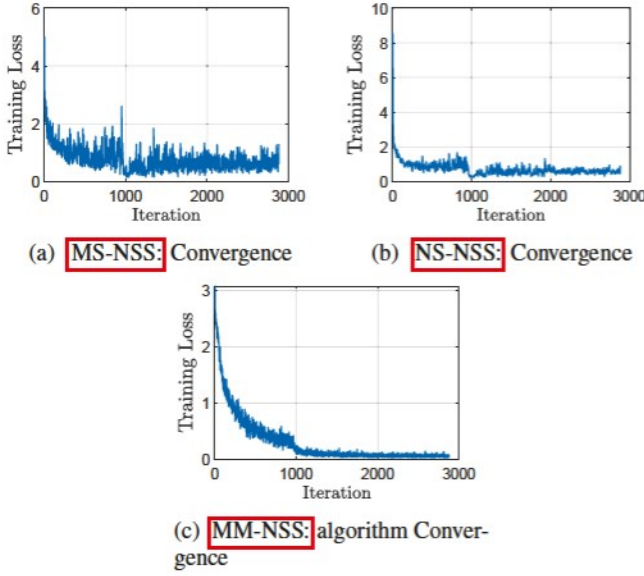 6
4
2
0
0 1000 2000 3000
Training Loss
Iteration
(a) MS-NSS: Convergence
10
8
6
4
2
0
0 1000 2000 3000
Training Loss
Iteration
(b) NS-NSS: Convergence
3
2
1
0
0 1000 2000 3000
Training Loss
Iteration
(c) MM-NSS: algorithm Conver-
gence